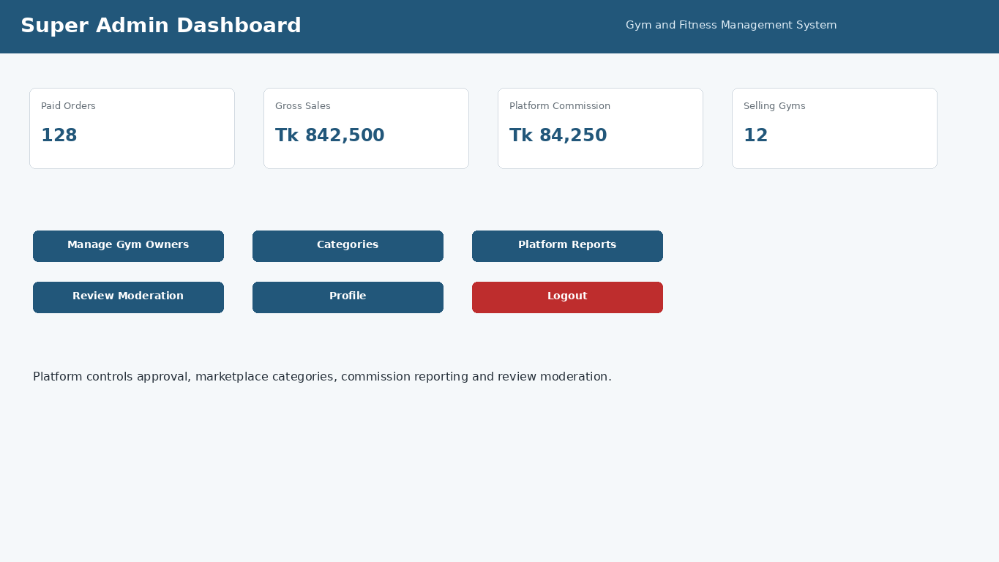 Super Admin Dashboard
Gym and Fitness Management System
Paid Orders
128
Gross Sales
Tk 842,500
Platform Commission
Tk 84,250
Selling Gyms
12
Manage Gym Owners
Categories
Platform Reports
Review Moderation
Profile
Logout
Platform controls approval, marketplace categories, commission reporting and review moderation.